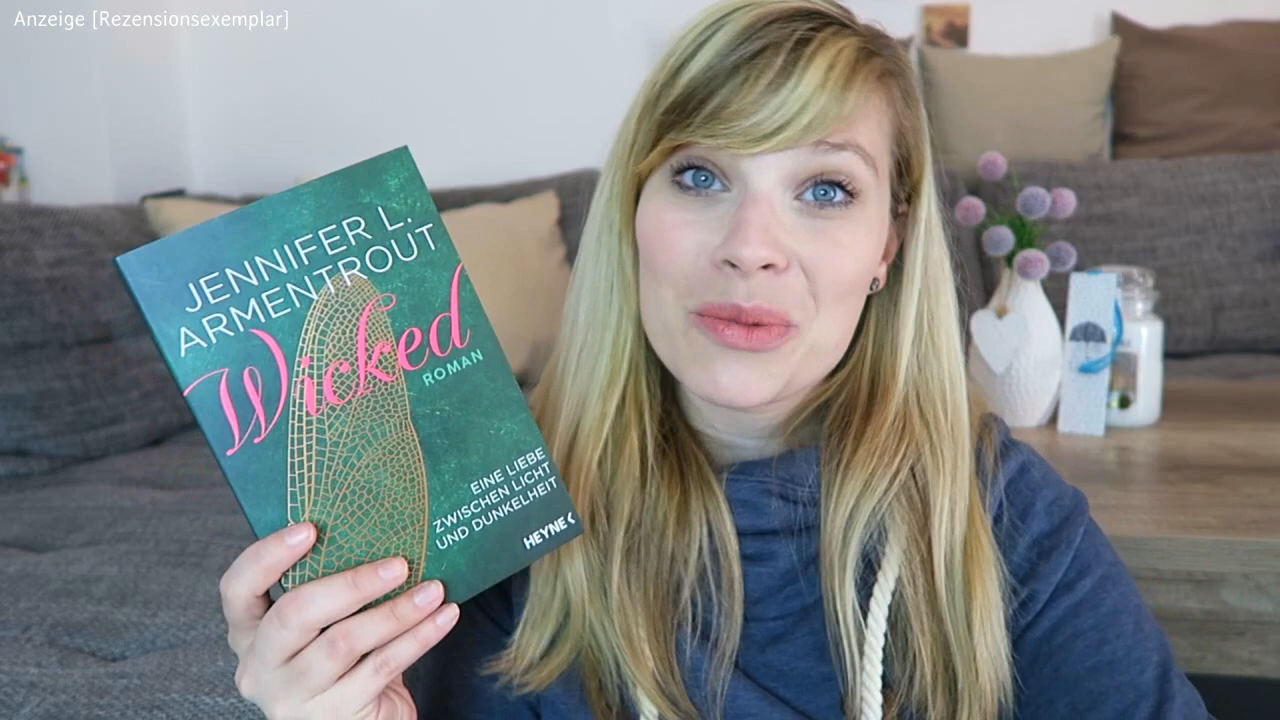 Anzeige [Rezensionsexemplar]
JENNIFER L.
ARMENTROUT
Wicked
ROMAN
EINE LIEBE
ZWISCHEN LICHT
UND DUNKELHEIT
HEYNE <